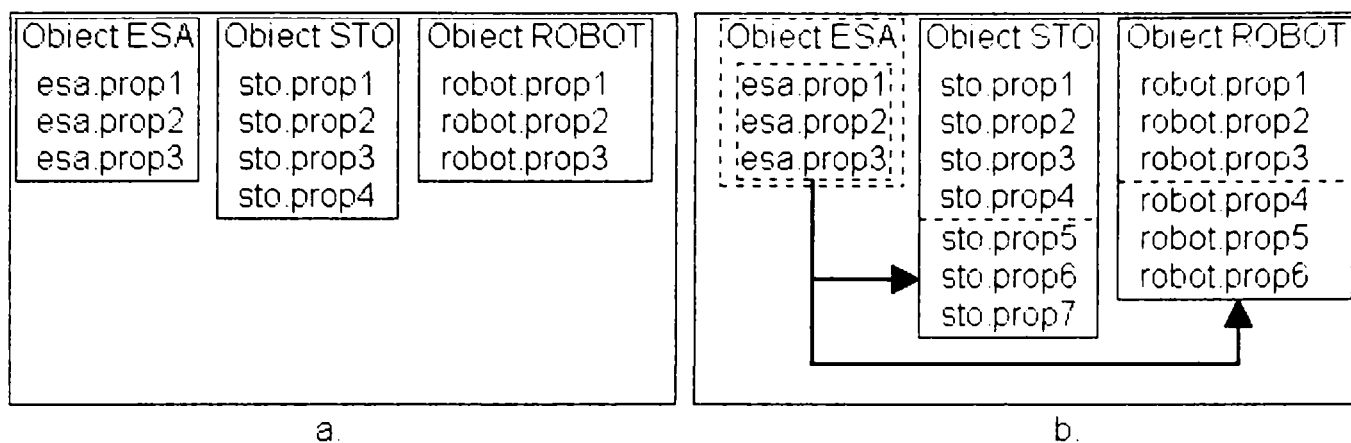 Obiect ESA
esa.prop1
esa.prop2
esa.prop3
Obiect STO
sto.prop1
sto.prop2
sto.prop3
sto.prop4
Obiect ROBOT
robot.prop1
robot.prop2
robot.prop3
a.
Obiect ESA
esa.prop1
esa.prop2
esa.prop3
Obiect STO
sto.prop1
sto.prop2
sto.prop3
sto.prop4
sto.prop5
sto.prop6
sto.prop7
Obiect ROBOT
robot.prop1
robot.prop2
robot.prop3
robot.prop4
robot.prop5
robot.prop6
b.